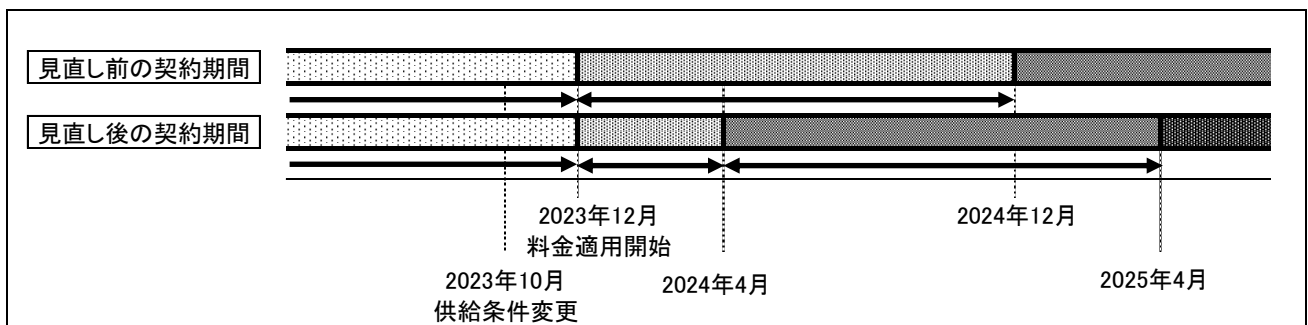 見直し前の契約期間
見直し後の契約期間
2023年12月
料金適用開始
2024年12月
2023年10月
供給条件変更
2024年4月
2025年4月